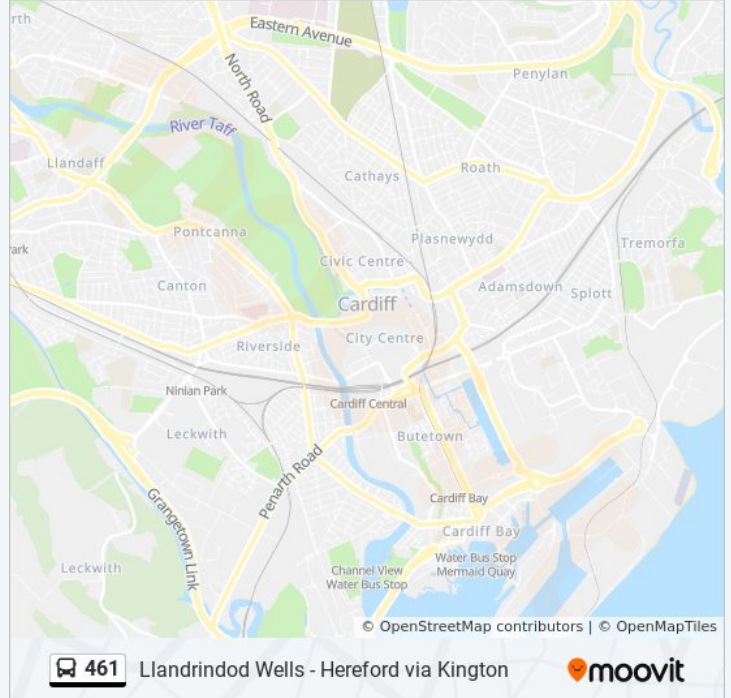 rth
Eastern Avenue
North Road
Penylan
River Taff
Llandaff
Roath
Cathays
Pontcanna
Plasnewydd
Tremorfa
ark
Civic Centre
Canton
Adamsdown
Splott
Cardiff
City Centre
Riverside
Ninian Park
Cardiff Central
Leckwith
Butetown
Penarth Road
Cardiff Bay
Grangetown Link
Cardiff Bay
Leckwith
Channel View
Water Bus Stop
Water Bus Stop
Mermaid Quay
© OpenStreetMap contributors | © OpenMapTiles
461 Llandrindod Wells - Hereford via Kington
moovit